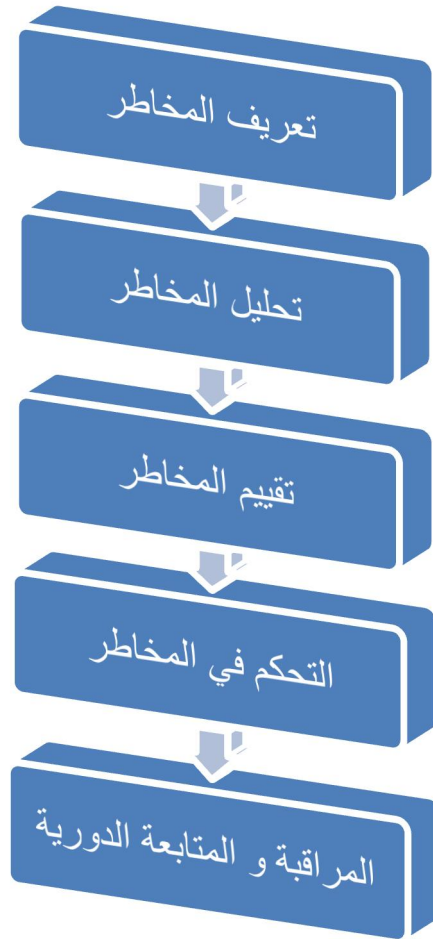 تعريف المخاطر
تحليل المخاطر
تقييم المخاطر
التحكم في المخاطر
المراقبة و المتابعة الدورية